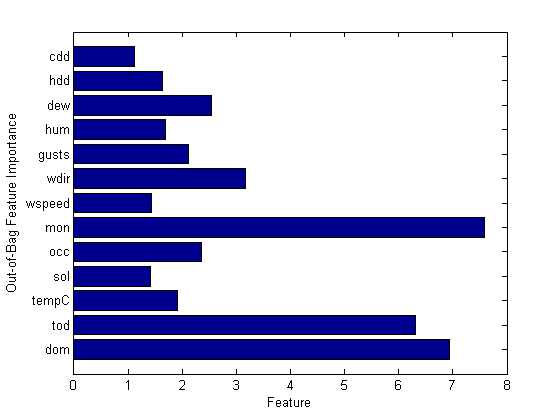 cdd
hdd
dew
hum
gusts
wdir
wspeed
mon
occ
sol
tempC
tod
dom
Out-of-Bag Feature Importance
0 1 2 3 4 5 6 7 8
Feature